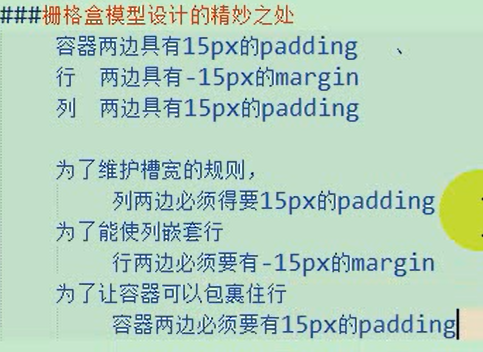 ###栅格盒模型设计的精妙之处
容器两边具有15px的padding 、
行 两边具有-15px的margin
列 两边具有15px的padding
为了维护槽宽的规则，
列两边必须得要15px的padding
为了能使列嵌套行
行两边必须要有-15px的margin
为了让容器可以包裹住行
容器两边必须要有15px的padding